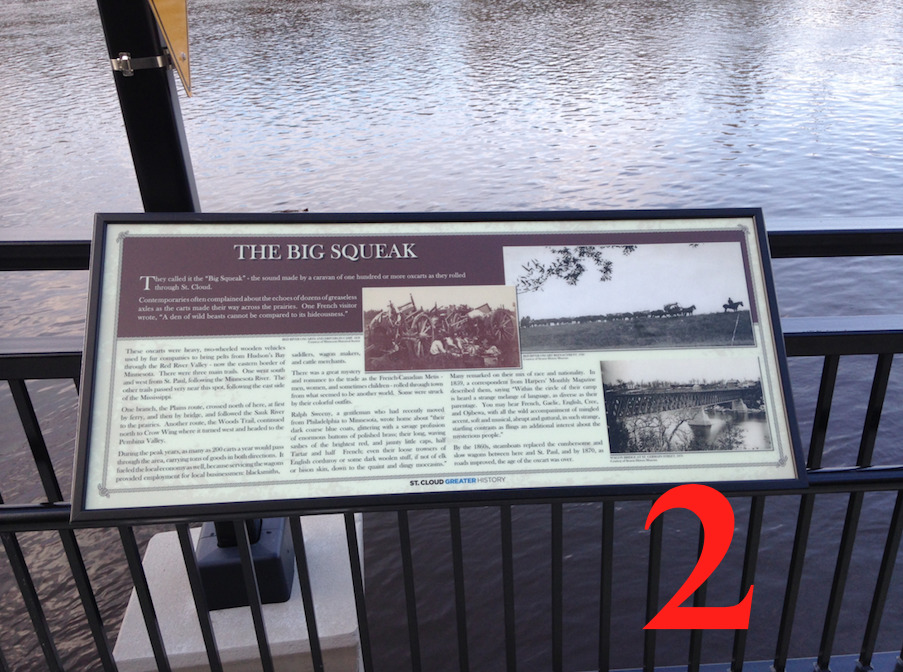 THE BIG SQUEAK
They called it the "Big Squeak" - the sound made by a caravan of one hundred or more oxcarts as they rolled
through St. Cloud.
Contemporaries often complained about the echoes of dozens of greaseless
axles as the carts made their way across the prairies. One French visitor
wrote, "A den of wild beasts cannot be compared to its hideousness."
These oxcarts were heavy, two-wheeled wooden vehicles
used by fur companies to bring pelts from Hudson's Bay
through the Red River Valley - now the eastern border of
Minnesota. There were three main trails. One went south
and west from St. Paul, following the Minnesota River. The
other trails passed very near this spot, following the east side
of the Mississippi.
One branch, the Plains route, crossed north of here, at first
by ferry, and then by bridge, and followed the Sauk River
to the prairies. Another route, the Woods Trail, continued
north to Crow Wing where it turned west and headed to the
Pembina Valley.
During the peak years, as many as 200 carts a year would pass
through the area, carrying tons of goods in both directions. It
fueled the local economy as well, because servicing the wagons
provided employment for local businessmen: blacksmiths,
saddlers, wagon makers,
and cattle merchants.
There was a great mystery
and romance to the trade as the French-Canadian Metis -
men, women, and sometimes children - rolled through town
from what seemed to be another world. Some were struck
by their colorful outfits.
Ralph Sweeny, a gentleman who had recently moved
from Philadelphia to Minnesota, wrote home about "their
dark coarse blue coats, glittering with a savage profusion
of enormous buttons of polished brass; their long, waving
sashes of the brightest red, and jaunty little caps, half
Tartar and half French; even their loose trowsers of
English corduroy or some dark woolen stuff, if not of elk
or bison skin, down to the quaint and dingy moccasins."
Many remarked on their mix of race and nationality. In
1859, a correspondent from Harpers' Monthly Magazine
described them, saying "Within the circle of their camp
is heard a strange melange of language, as diverse as their
parentage. You may hear French, Gaelic, English, Cree,
and Ojibwa, with all the wild accompaniment of mingled
accent, soft and musical, abrupt and guttural, in such strange,
startling contrasts as flings an additional interest about the
mysterious people."
By the 1860s, steamboats replaced the cumbersome and
slow wagons between here and St. Paul, and by 1870, as
roads improved, the age of the oxcart was over.
ST. CLOUD GREATER HISTORY
2